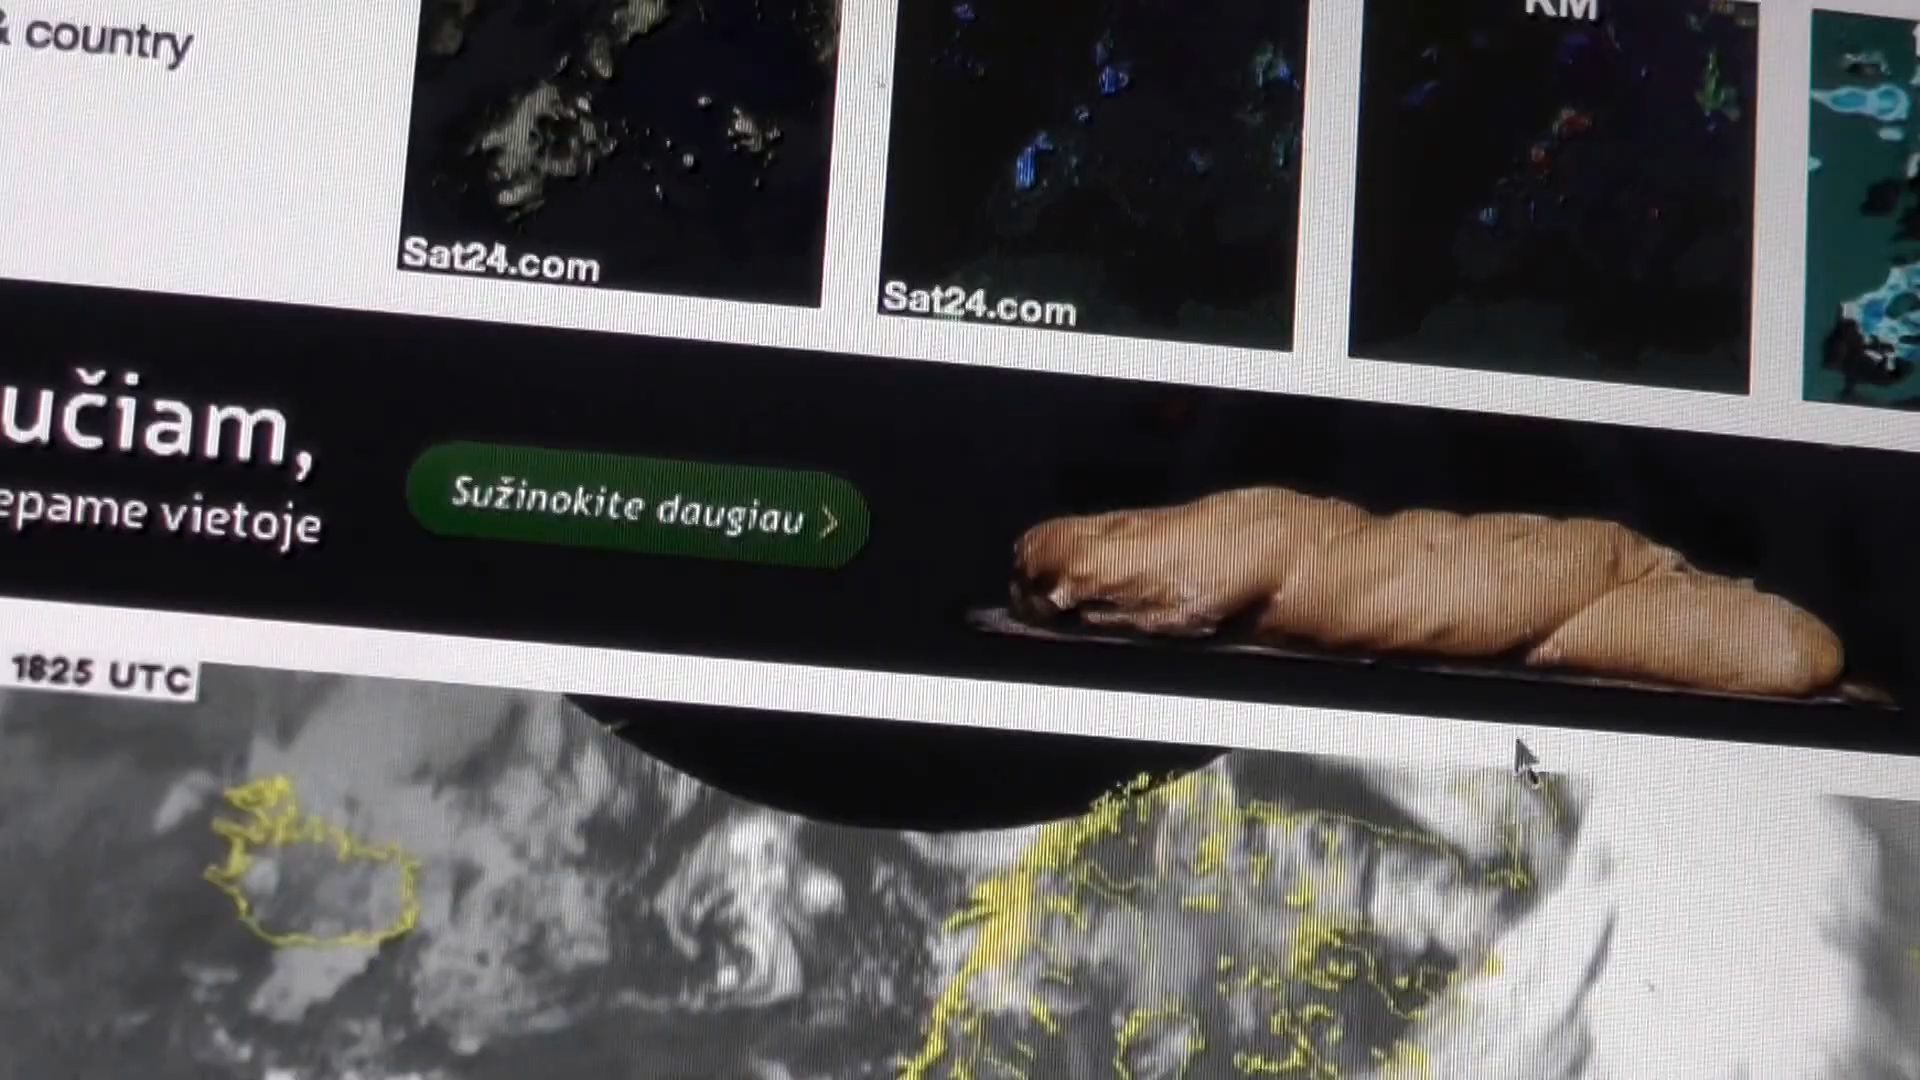 & country
KM
Sat24.com
Sat24.com
učiam,
epame vietoje
Sužinokite daugiau >
1825 UTC